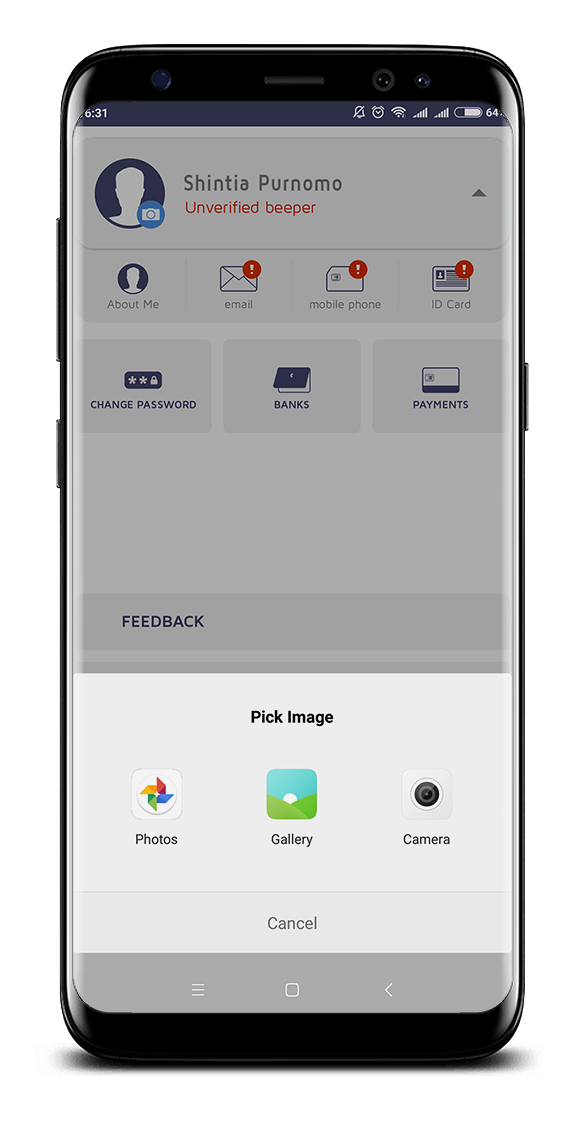 6:31 64
Shintia Purnomo
Unverified beeper
About Me email mobile phone ID Card
CHANGE PASSWORD BANKS PAYMENTS
FEEDBACK
Pick Image
Photos Gallery Camera
Cancel